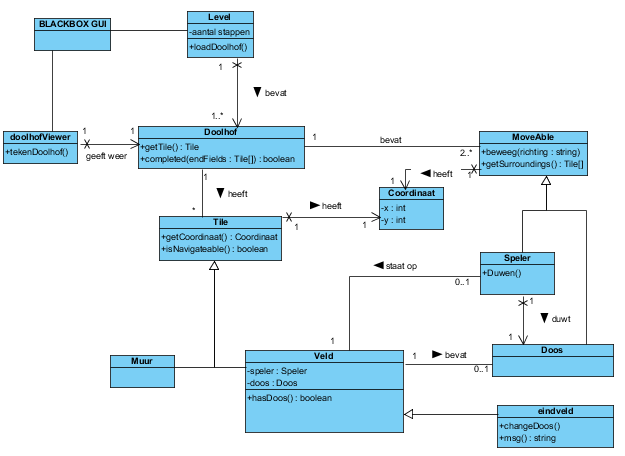 BLACKBOX GUI
Level
-aantal stappen
+loadDoolhof()
1
bevat
1..*
doolhofViewer
+tekenDoolhof()
1
1
geeft weer
Doolhof
+getTile() : Tile
+completed(endFields : Tile[]) : boolean
1
bevat
2..*
MoveAble
+beweeg(richting : string)
+getSurroundings() : Tile[]
1
heeft
1
1
heeft
*
Coordinaat
-x : int
-y : int
Tile
+getCoordinaat() : Coordinaat
+isNavigateable() : boolean
heeft
1
1
Speler
+Duwen()
staat op
0..1
1
1
duwt
1
Muur
Veld
-speler : Speler
-doos : Doos
+hasDoos() : boolean
1
bevat
0..1
Doos
eindveld
+changeDoos()
+msg() : string